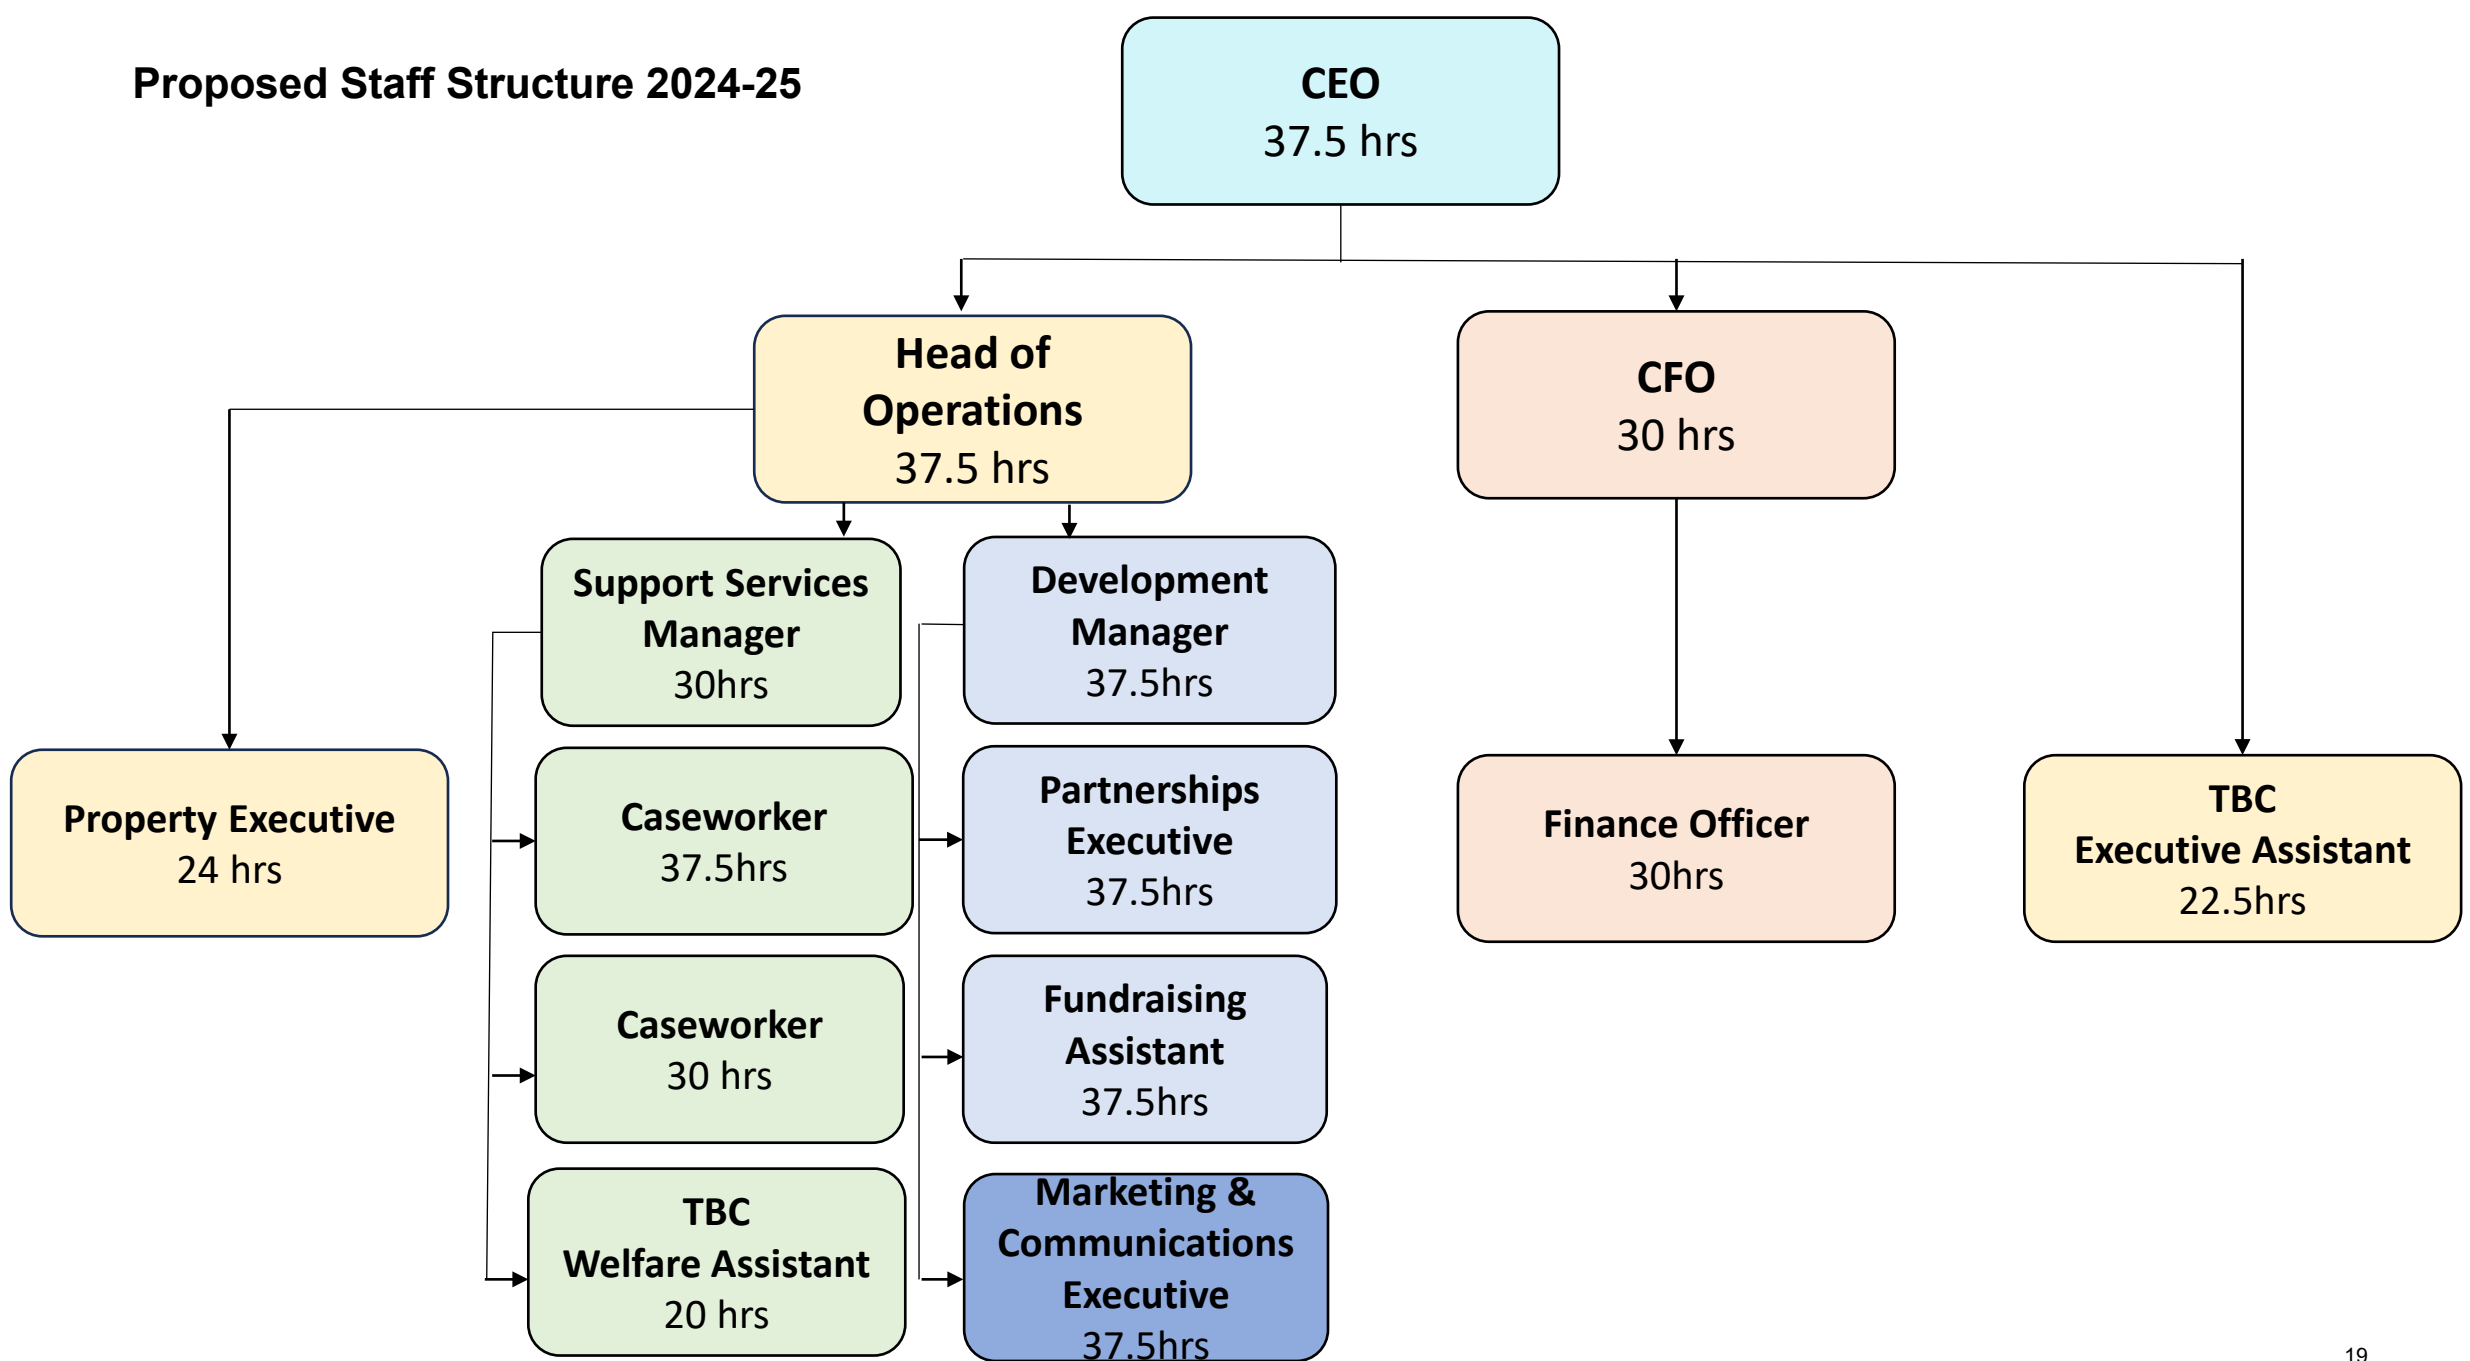 Proposed Staff Structure 2024-25
CEO
37.5 hrs
Head of
Operations
37.5 hrs
CFO
30 hrs
Support Services
Manager
30hrs
Development
Manager
37.5hrs
Property Executive
24 hrs
Caseworker
37.5hrs
Partnerships
Executive
37.5hrs
Finance Officer
30hrs
TBC
Executive Assistant
22.5hrs
Caseworker
30 hrs
Fundraising
Assistant
37.5hrs
TBC
Welfare Assistant
20 hrs
Marketing &
Communications
Executive
37.5hrs
19